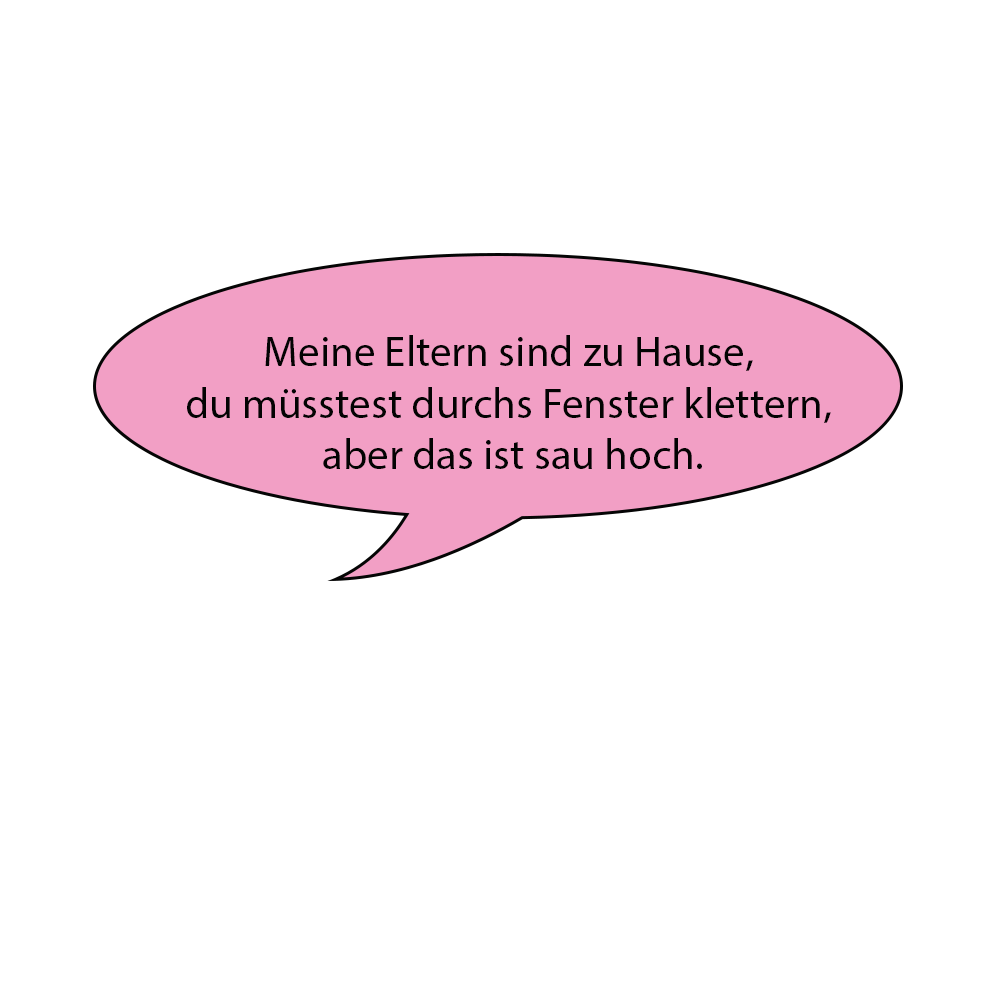 Meine Eltern sind zu Hause,
du müsstest durchs Fenster klettern,
aber das ist sau hoch.